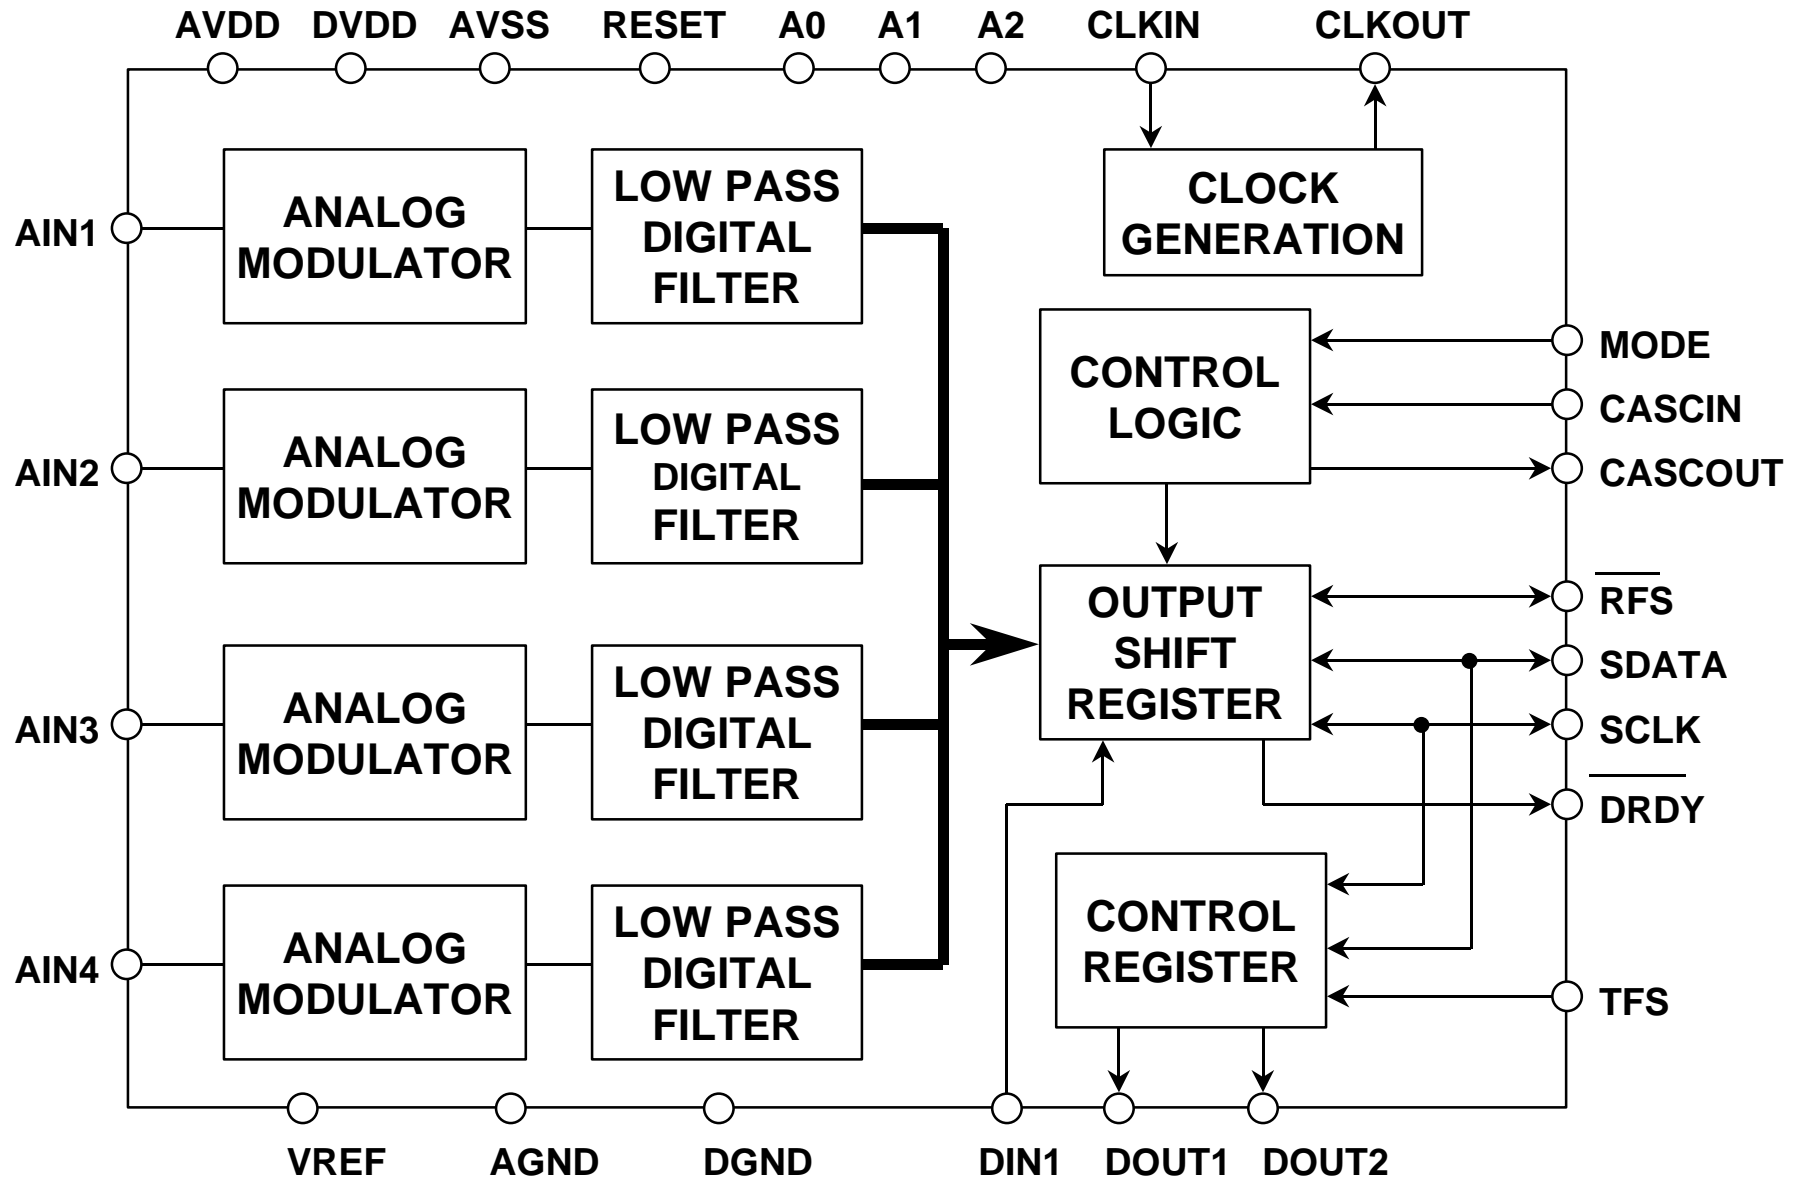 AVDD DVDD AVSS RESET A0 A1 A2 CLKIN CLKOUT
AIN1
ANALOG
MODULATOR
LOW PASS
DIGITAL
FILTER
CLOCK
GENERATION
AIN2
ANALOG
MODULATOR
LOW PASS
DIGITAL
FILTER
CONTROL
LOGIC
MODE
CASCIN
CASCOUT
AIN3
ANALOG
MODULATOR
LOW PASS
DIGITAL
FILTER
OUTPUT
SHIFT
REGISTER
RFS
SDATA
SCLK
DRDY
AIN4
ANALOG
MODULATOR
LOW PASS
DIGITAL
FILTER
CONTROL
REGISTER
TFS
VREF AGND DGND DIN1 DOUT1 DOUT2